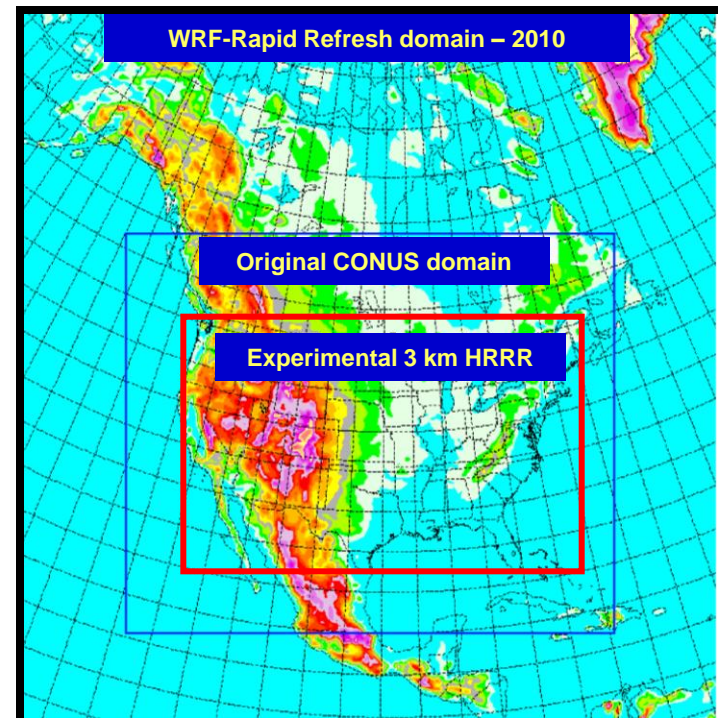 WRF-Rapid Refresh domain – 2010
Original CONUS domain
Experimental 3 km HRRR